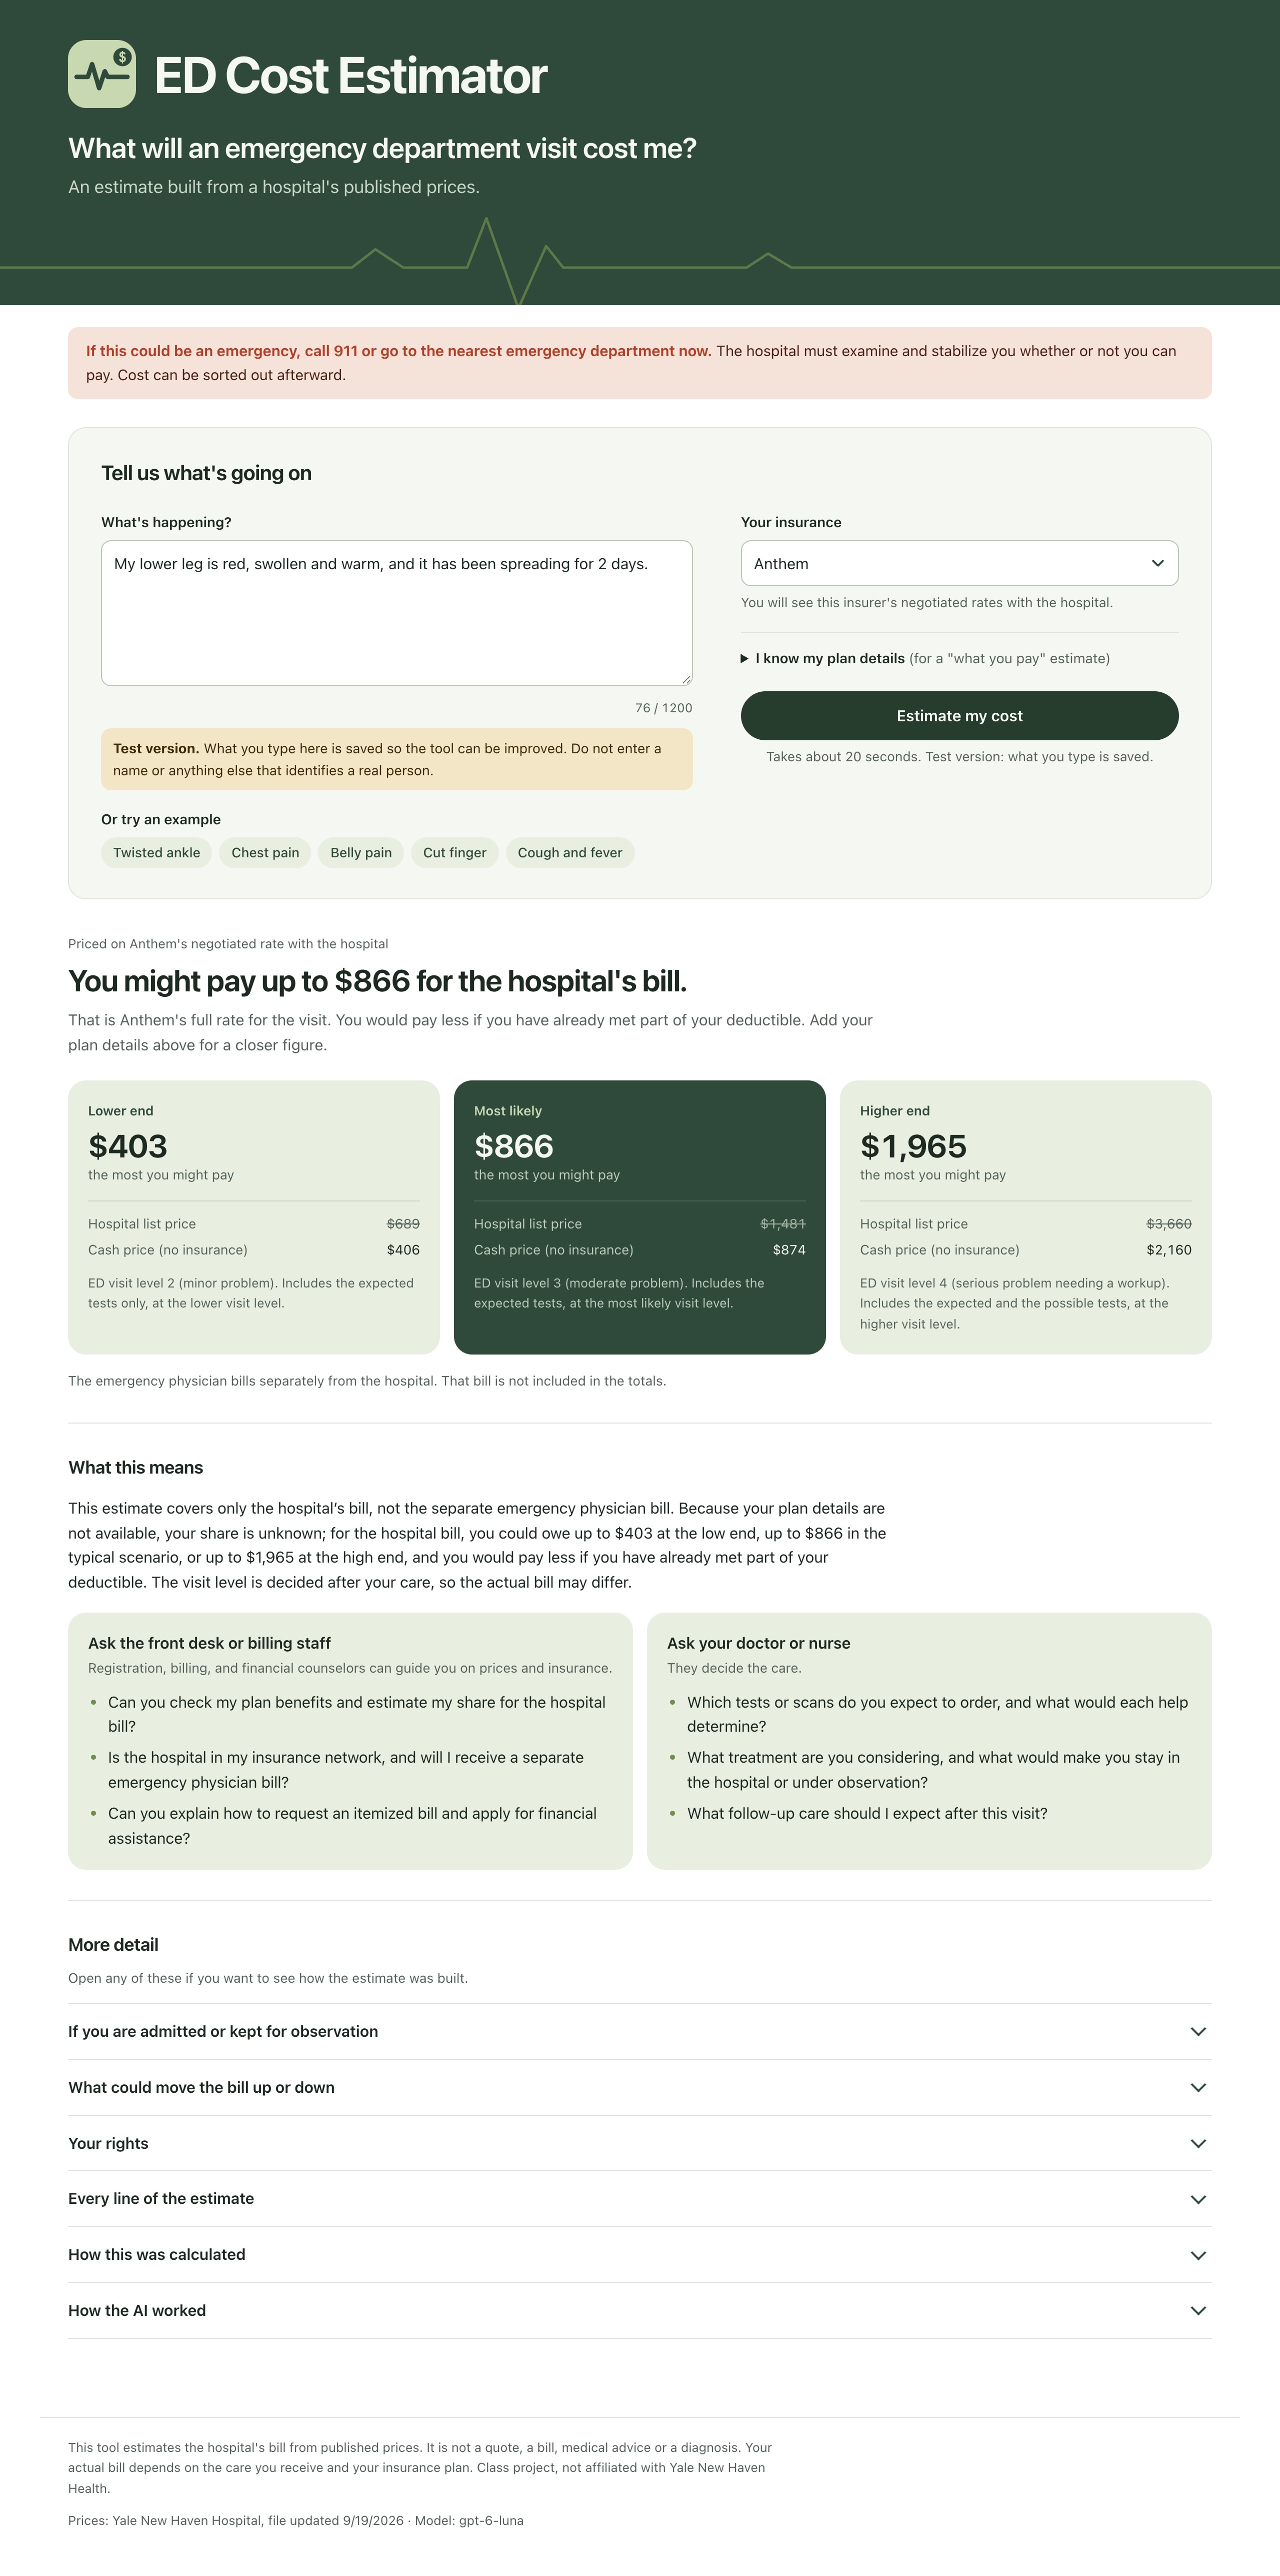 $
ED Cost Estimator
What will an emergency department visit cost me?
An estimate built from a hospital's published prices.
If this could be an emergency, call 911 or go to the nearest emergency department now. The hospital must examine and stabilize you whether or not you can
pay. Cost can be sorted out afterward.
Tell us what's going on
What's happening?
My lower leg is red, swollen and warm, and it has been spreading for 2 days.
76 / 1200
Test version. What you type here is saved so the tool can be improved. Do not enter a
name or anything else that identifies a real person.
Or try an example
Twisted ankle
Chest pain
Belly pain
Cut finger
Cough and fever
Your insurance
Anthem
You will see this insurer's negotiated rates with the hospital.
I know my plan details (for a "what you pay" estimate)
Estimate my cost
Takes about 20 seconds. Test version: what you type is saved.
Priced on Anthem's negotiated rate with the hospital
You might pay up to $866 for the hospital's bill.
That is Anthem's full rate for the visit. You would pay less if you have already met part of your deductible. Add your
plan details above for a closer figure.
Lower end
$403
the most you might pay
Hospital list price $689
Cash price (no insurance) $406
ED visit level 2 (minor problem). Includes the expected
tests only, at the lower visit level.
Most likely
$866
the most you might pay
Hospital list price $1,481
Cash price (no insurance) $874
ED visit level 3 (moderate problem). Includes the
expected tests, at the most likely visit level.
Higher end
$1,965
the most you might pay
Hospital list price $3,660
Cash price (no insurance) $2,160
ED visit level 4 (serious problem needing a workup).
Includes the expected and the possible tests, at the
higher visit level.
The emergency physician bills separately from the hospital. That bill is not included in the totals.
What this means
This estimate covers only the hospital’s bill, not the separate emergency physician bill. Because your plan details are
not available, your share is unknown; for the hospital bill, you could owe up to $403 at the low end, up to $866 in the
typical scenario, or up to $1,965 at the high end, and you would pay less if you have already met part of your
deductible. The visit level is decided after your care, so the actual bill may differ.
Ask the front desk or billing staff
Registration, billing, and financial counselors can guide you on prices and insurance.
• Can you check my plan benefits and estimate my share for the hospital
bill?
• Is the hospital in my insurance network, and will I receive a separate
emergency physician bill?
• Can you explain how to request an itemized bill and apply for financial
assistance?
Ask your doctor or nurse
They decide the care.
• Which tests or scans do you expect to order, and what would each help
determine?
• What treatment are you considering, and what would make you stay in
the hospital or under observation?
• What follow-up care should I expect after this visit?
More detail
Open any of these if you want to see how the estimate was built.
If you are admitted or kept for observation
What could move the bill up or down
Your rights
Every line of the estimate
How this was calculated
How the AI worked
This tool estimates the hospital's bill from published prices. It is not a quote, a bill, medical advice or a diagnosis. Your
actual bill depends on the care you receive and your insurance plan. Class project, not affiliated with Yale New Haven
Health.
Prices: Yale New Haven Hospital, file updated 9/19/2026 · Model: gpt-6-luna